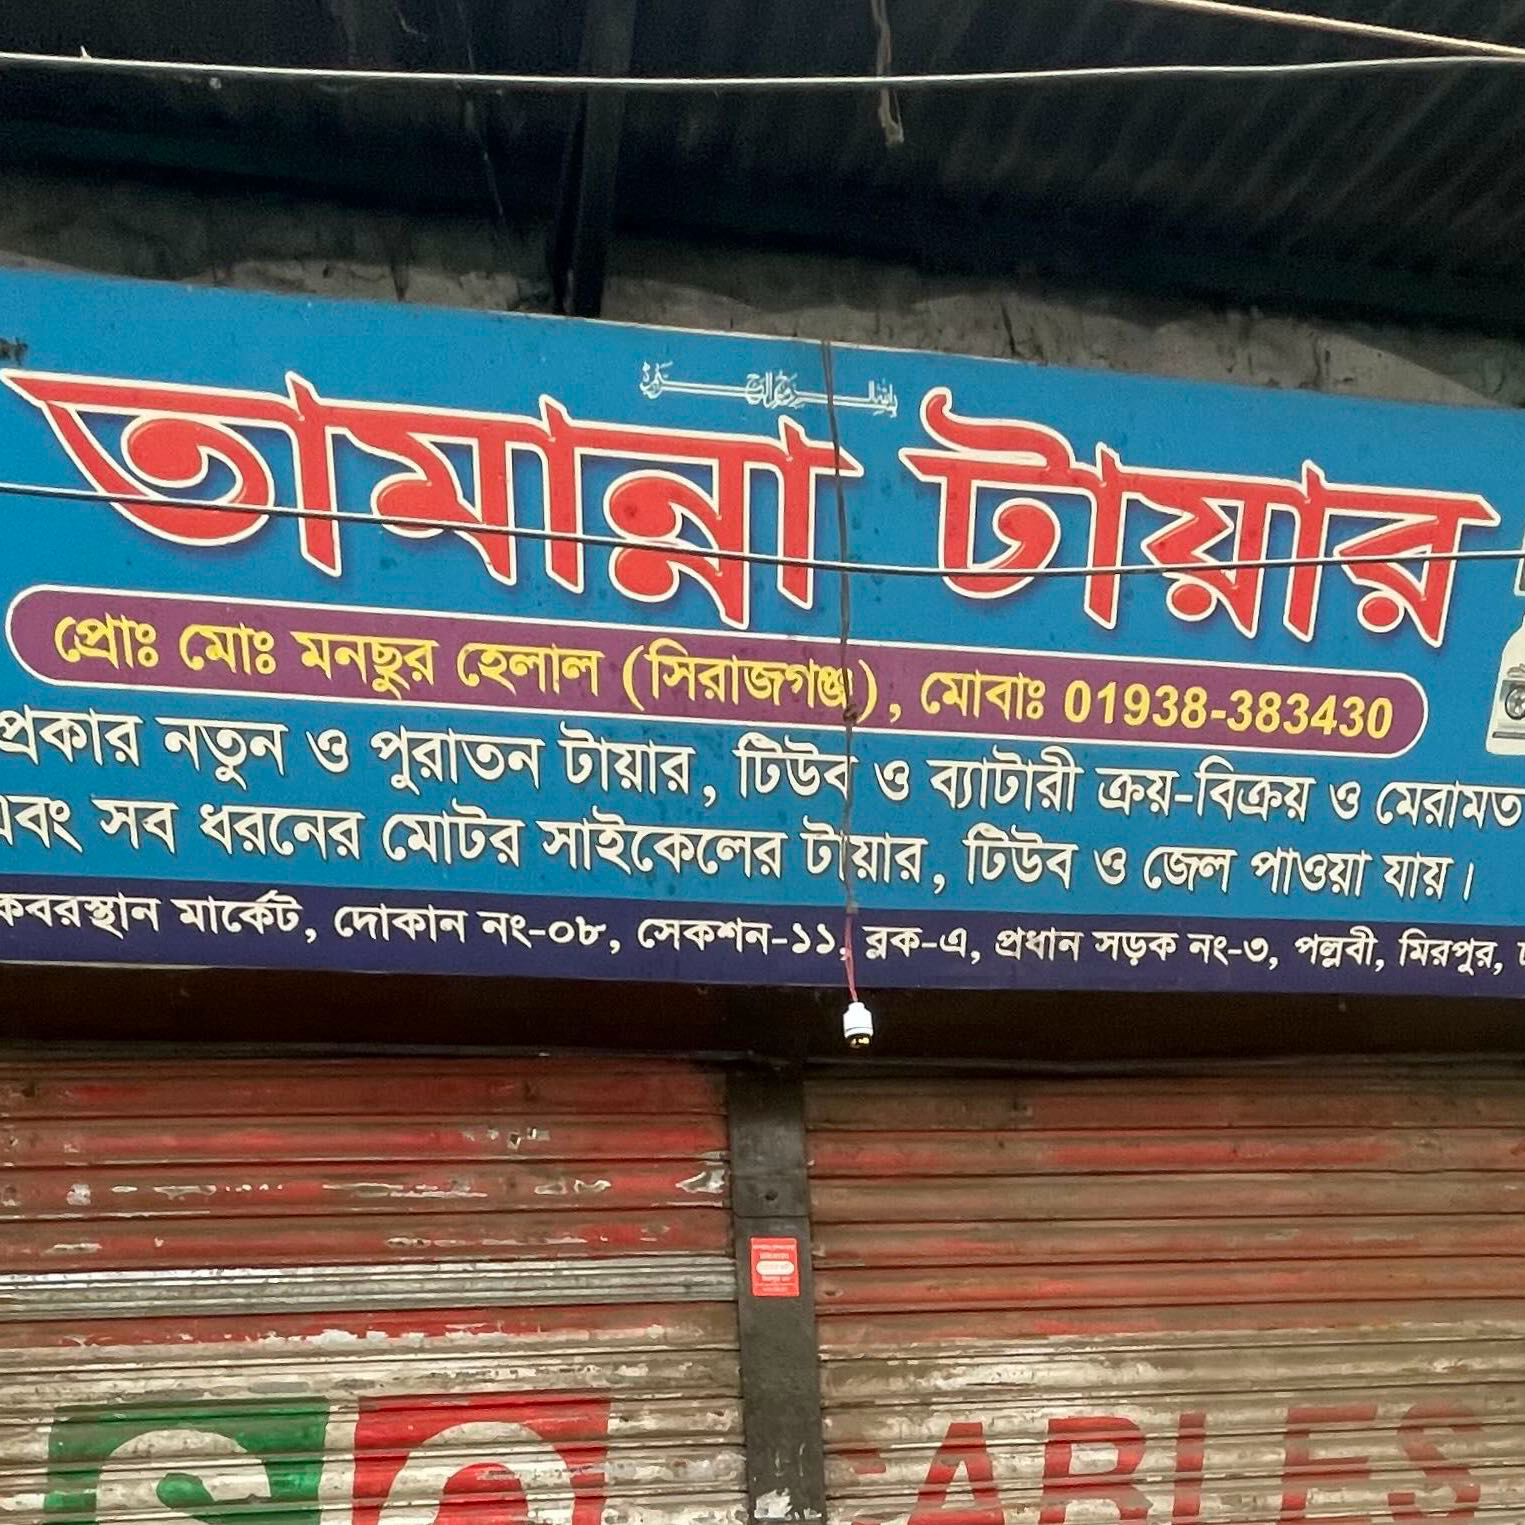 তামান্না টায়ার
প্রোঃ মোঃ মনছুর হেলাল (সিরাজগঞ্জ), মোবাঃ 01938-383430
প্রকার নতুন ও পুরাতন টায়ার, টিউব ও ব্যাটারী ক্রয়-বিক্রয় ও মেরামত
এবং সব ধরনের মোটর সাইকেলের টায়ার, টিউব ও জেল পাওয়া যায়।
কবরস্থান মার্কেট, দোকান নং-০৮, সেকশন-১১, ব্লক-এ, প্রধান সড়ক নং-৩, পল্লবী, মিরপুর,
ABLES